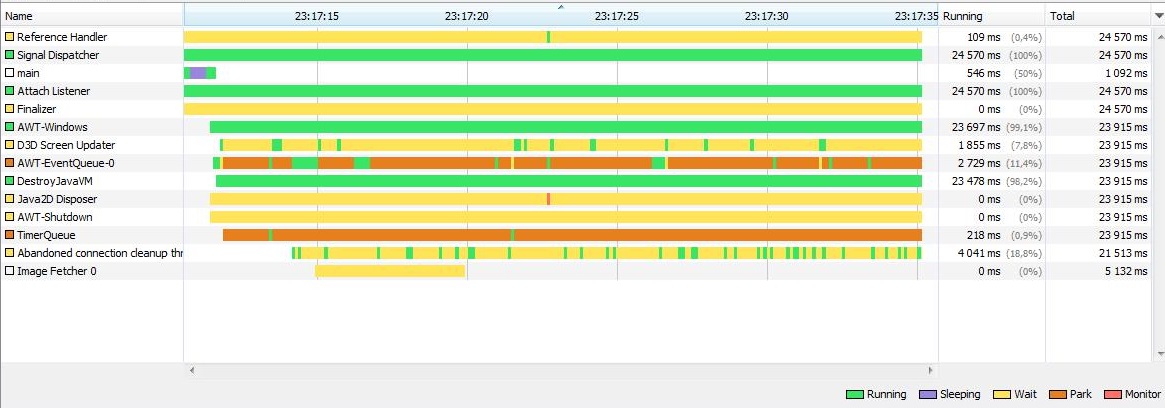 Name 23:17:15 23:17:20 23:17:25 23:17:30 23:17:35 Running Total
Reference Handler 109 ms (0,4%) 24 570 ms
Signal Dispatcher 24 570 ms (100%) 24 570 ms
main 546 ms (50%) 1 092 ms
Attach Listener 24 570 ms (100%) 24 570 ms
Finalizer 0 ms (0%) 24 570 ms
AWT-Windows 23 697 ms (99,1%) 23 915 ms
D3D Screen Updater 1 855 ms (7,8%) 23 915 ms
AWT-EventQueue-0 2 729 ms (11,4%) 23 915 ms
DestroyJavaVM 23 478 ms (98,2%) 23 915 ms
Java2D Disposer 0 ms (0%) 23 915 ms
AWT-Shutdown 0 ms (0%) 23 915 ms
TimerQueue 218 ms (0,9%) 23 915 ms
Abandoned connection cleanup thr 4 041 ms (18,8%) 21 513 ms
Image Fetcher 0 0 ms (0%) 5 132 ms
Running Sleeping Wait Park Monitor